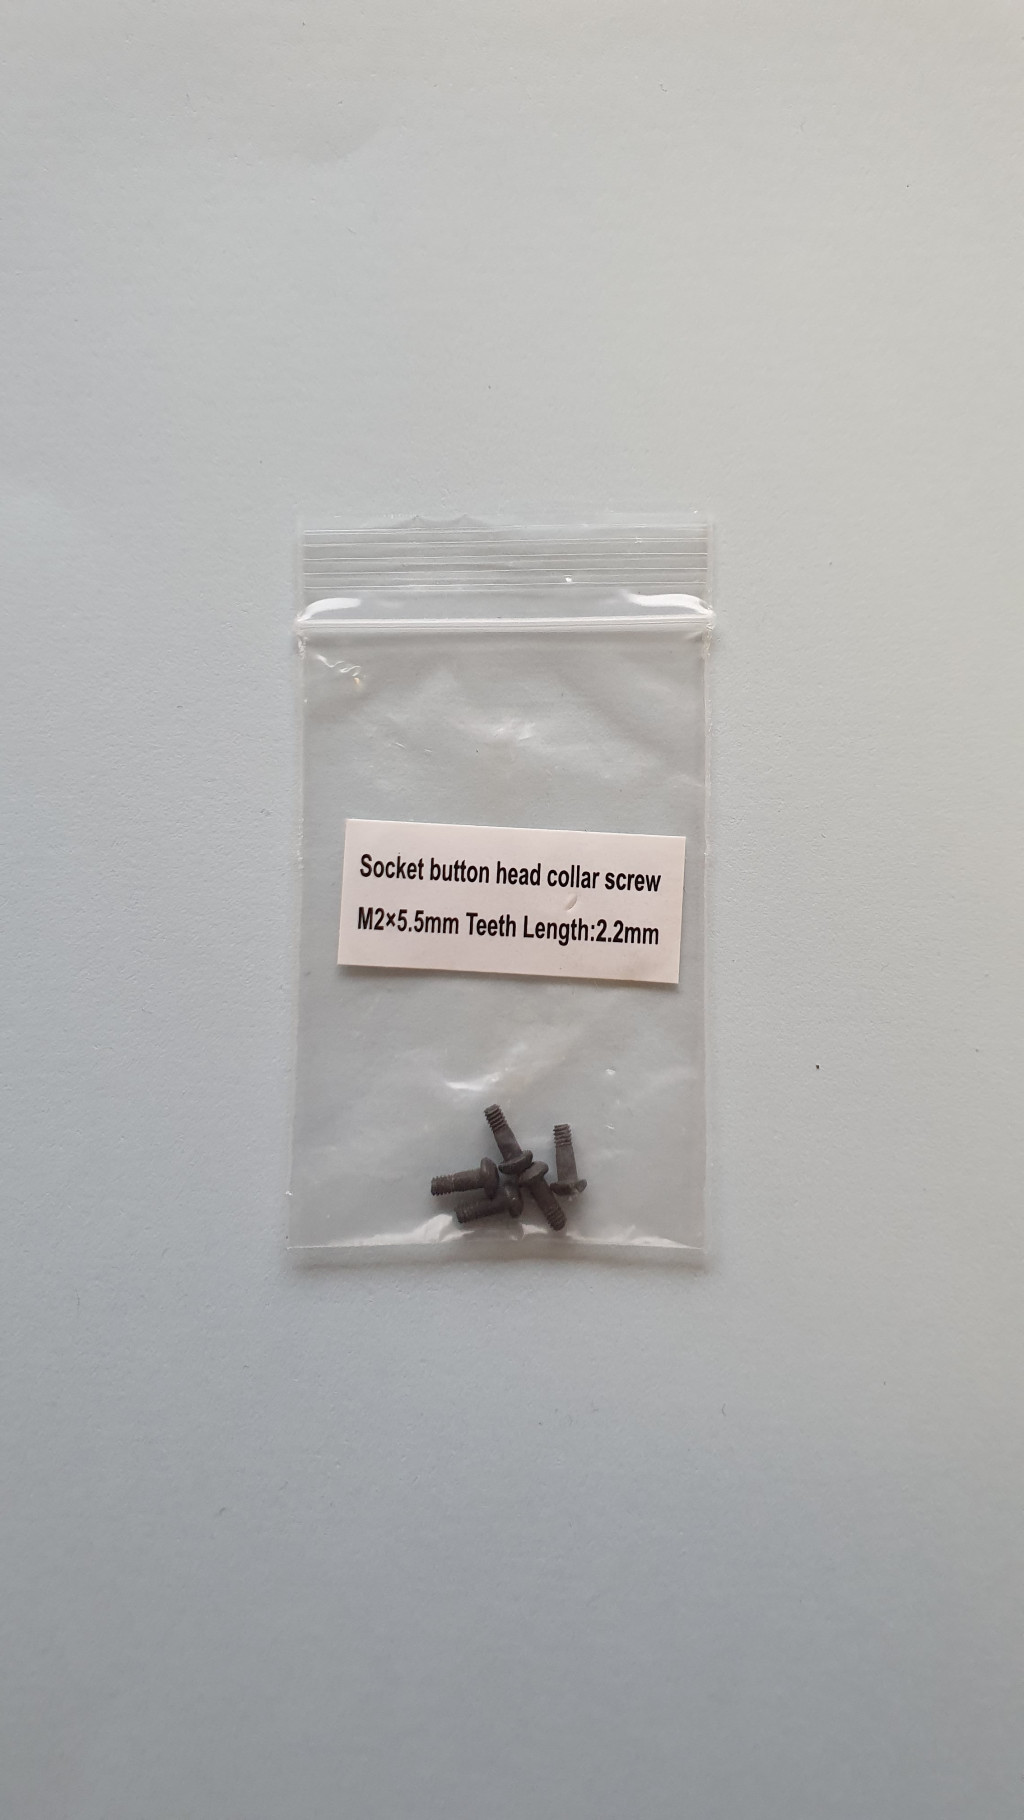 Socket button head collar screw
M2×5.5mm Teeth Length:2.2mm